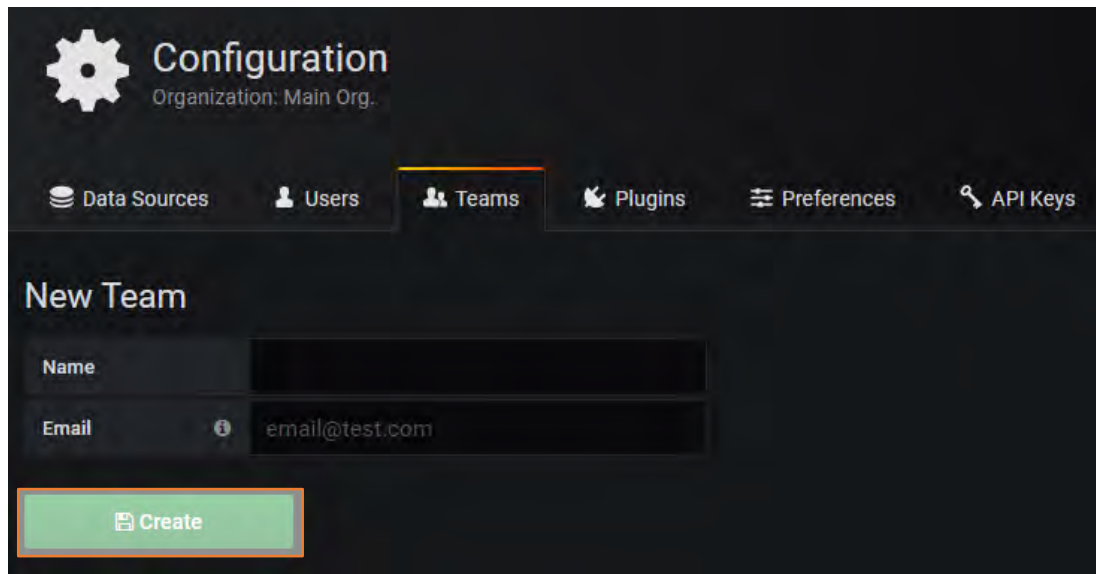 Configuration
Organization: Main Org.
Data Sources Users Teams Plugins Preferences API Keys
New Team
Name
Email email@test.com
Create